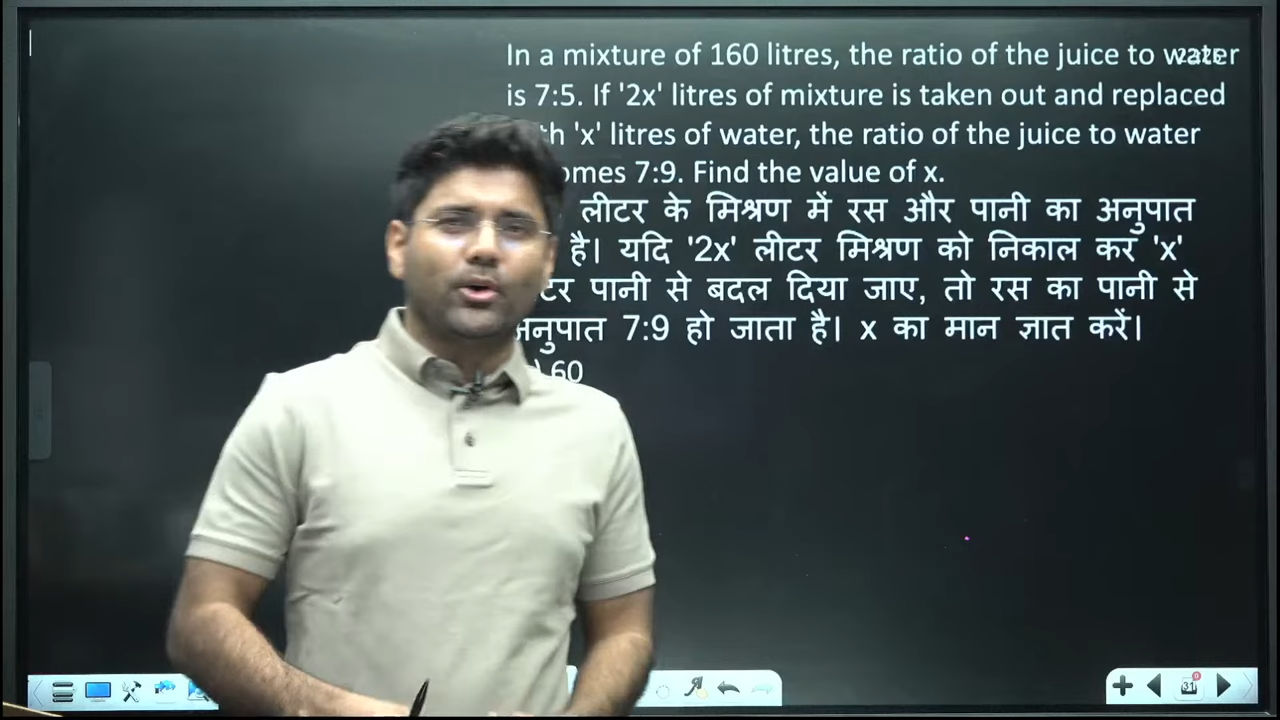 In a mixture of 160 litres, the ratio of the juice to water
is 7:5. If '2x' litres of mixture is taken out and replaced
'x' litres of water, the ratio of the juice to water
7:9. Find the value of x.
लीटर के मिश्रण में रस और पानी का अनुपात
है। यदि '2x' लीटर मिश्रण को निकाल कर 'x'
पानी से बदल दिया जाए, तो रस का पानी से
अनुपात 7:9 हो जाता है। x का मान ज्ञात करें।
60
31